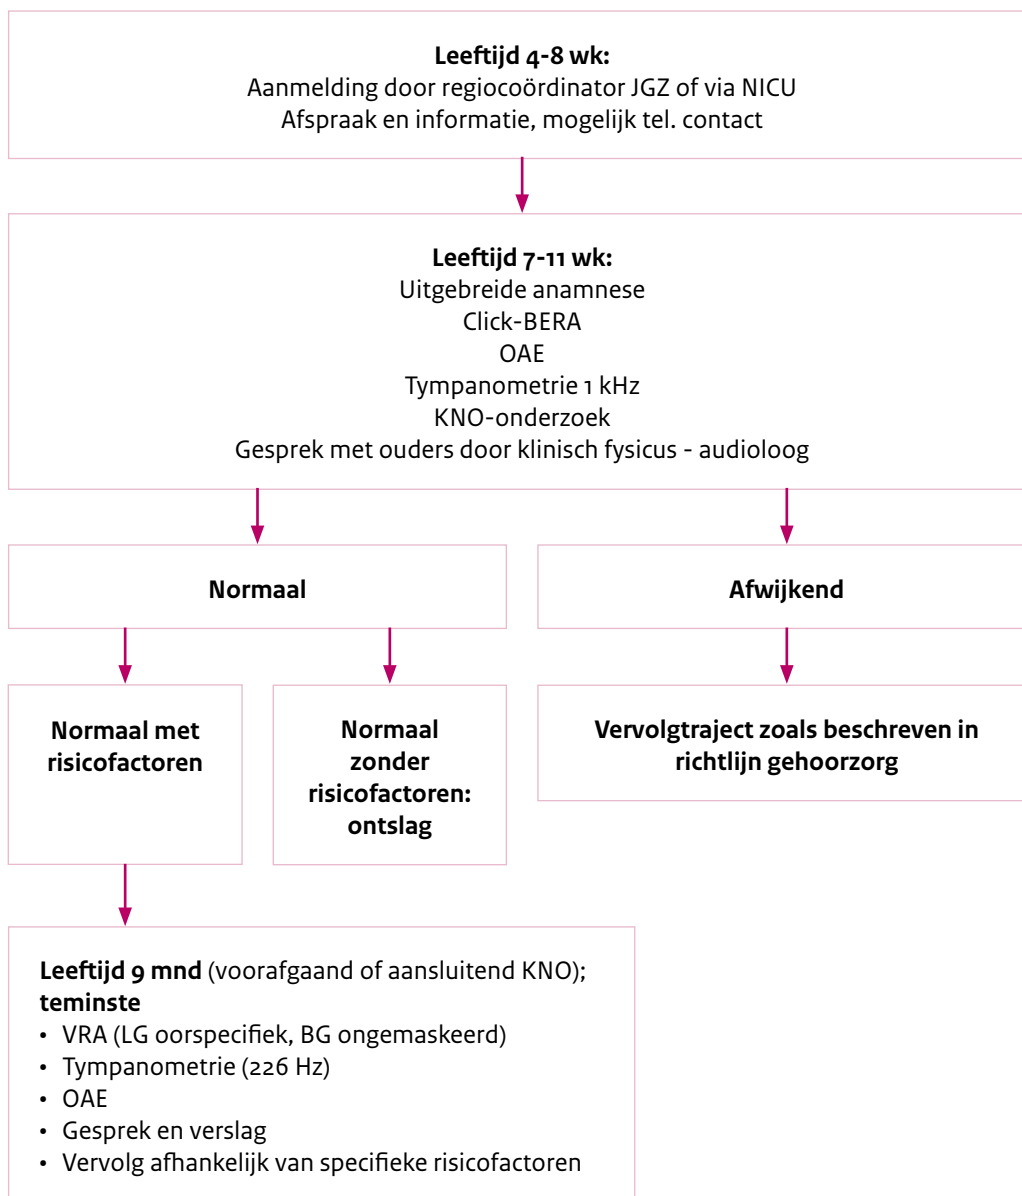 Leeftijd 4-8 wk:
Aanmelding door regiocoördinator JGZ of via NICU
Afspraak en informatie, mogelijk tel. contact
Leeftijd 7-11 wk:
Uitgebreide anamnese
Click-BERA
OAE
Tympanometrie 1 kHz
KNO-onderzoek
Gesprek met ouders door klinisch fysicus - audioloog
Normaal
Afwijkend
Normaal met
risicofactoren
Normaal
zonder
risicofactoren:
ontslag
Vervolgtraject zoals beschreven in
richtlijn gehoorzorg
Leeftijd 9 mnd (voorafgaand of aansluitend KNO);
teminste
• VRA (LG oorspecifiek, BG ongemaskeerd)
• Tympanometrie (226 Hz)
• OAE
• Gesprek en verslag
• Vervolg afhankelijk van specifieke risicofactoren